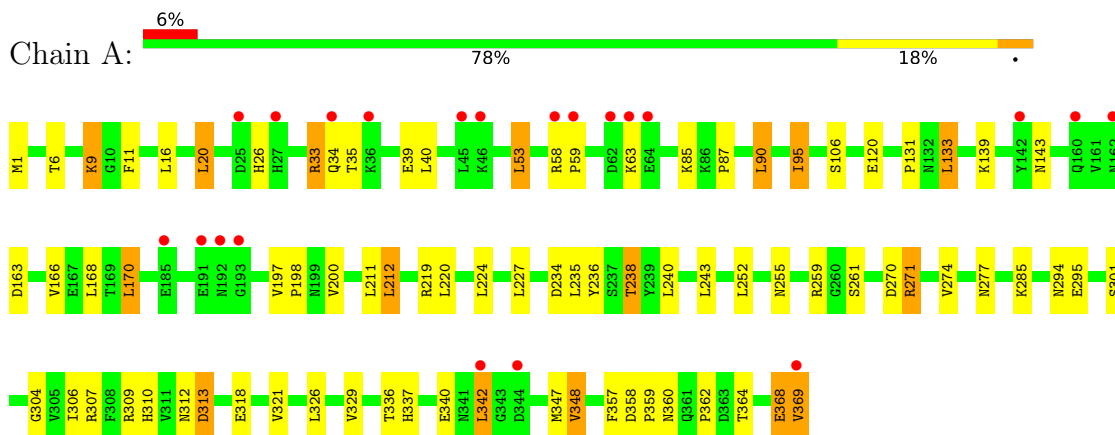 6%
Chain A:
78% 18% •
M1 T6 K9 G10 F11 L16 L20 D25 H26 H27 R33 Q34 T35 K36 E39 L40 L45 K46 L53 R58 P59 D62 K63 E64 K85 K86 P87 L90 I95 S106 E120 P131 N132 L133 K139 Y142 N143 Q160 V161 N162
D163 V166 E167 L168 T169 L170 E185 E191 N192 G193 V197 P198 N199 V200 L211 L212 R219 L220 L224 L227 D234 L235 Y236 S237 T238 Y239 L240 L243 L252 N255 R259 G260 S261 D270 R271 V274 N277 K285 N294 E295 S301
G304 V305 I306 R307 F308 R309 H310 V311 N312 D313 E318 V321 L326 V329 T336 H337 E340 N341 L342 G343 D344 M347 V348 F357 D358 P359 N360 Q361 P362 D363 T364 E368 V369